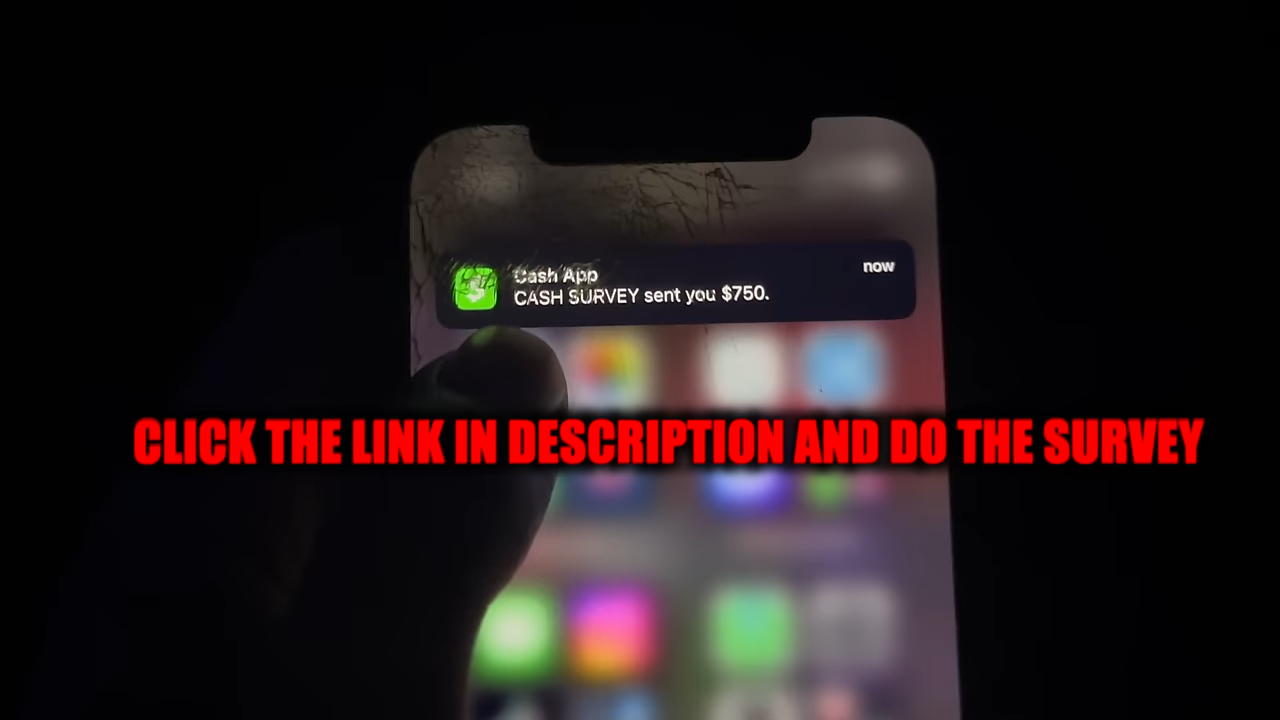 Cash App
now
CASH SURVEY sent you $750.
CLICK THE LINK IN DESCRIPTION AND DO THE SURVEY